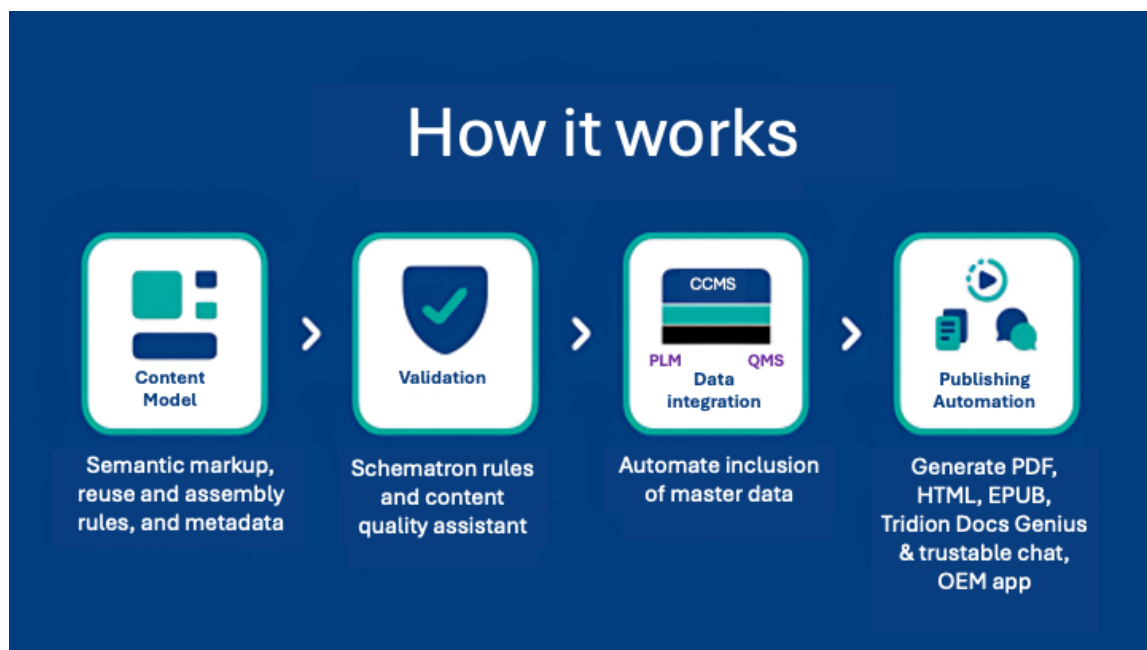 How it works
Content
Model
Semantic markup,
reuse and assembly
rules, and metadata
Validation
Schematron rules
and content
quality assistant
CCMS
PLM
QMS
Data
integration
Automate inclusion
of master data
Publishing
Automation
Generate PDF,
HTML, EPUB,
Tridion Docs Genius
& trustable chat,
OEM app